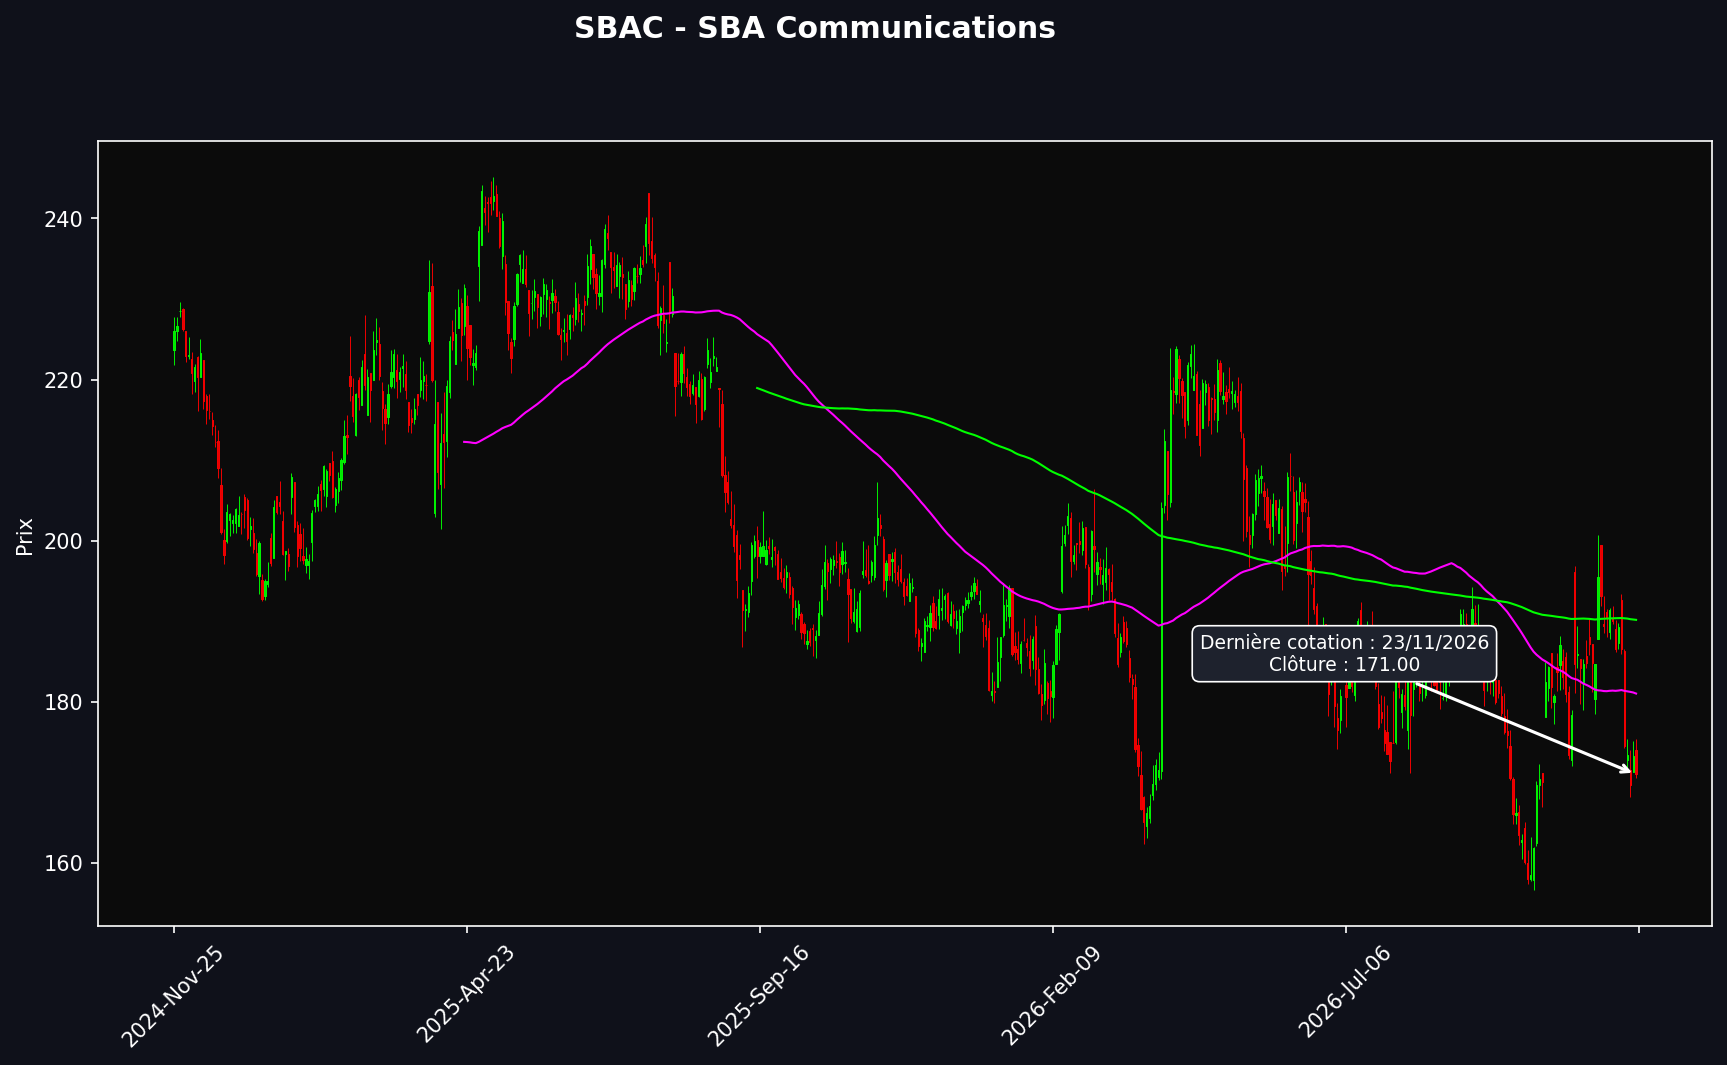 SBAC - SBA Communications
Prix
240
220
200
180
160
Dernière cotation : 23/11/2026
Clôture : 171.00
2024-Nov-25
2025-Apr-23
2025-Sep-16
2026-Feb-09
2026-Jul-06